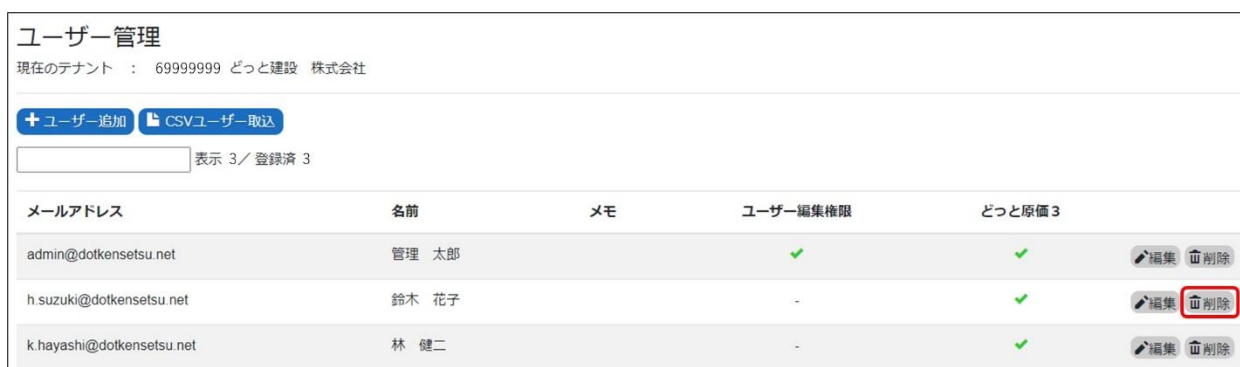 ユーザー管理
現在のテナント ： 69999999 どっと建設 株式会社
ユーザー追加 CSVユーザー取込
表示 3／登録済 3
メールアドレス 名前 メモ ユーザー編集権限 どっと原価3
admin@dotkensetsu.net 管理 太郎 編集 削除
h.suzuki@dotkensetsu.net 鈴木 花子 - 編集 削除
k.hayashi@dotkensetsu.net 林 健二 - 編集 削除